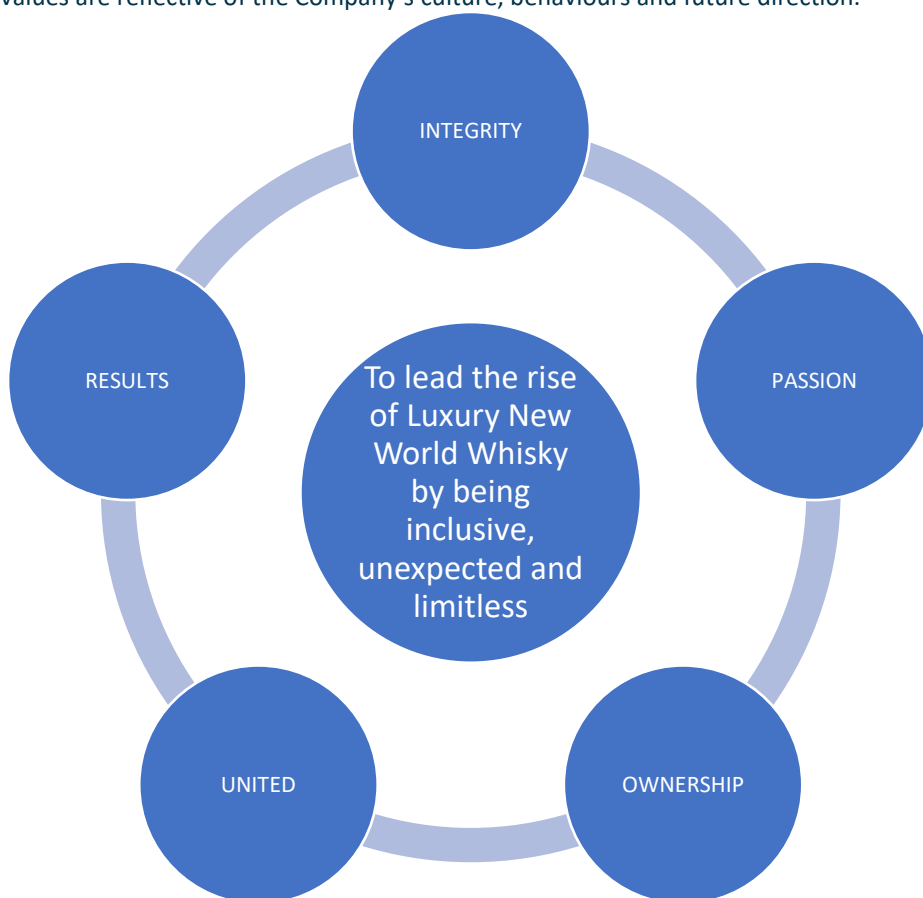 values are reflective of the Company's culture, behaviours and future direction.
INTEGRITY
PASSION
OWNERSHIP
UNITED
RESULTS
To lead the rise
of Luxury New
World Whisky
by being
inclusive,
unexpected and
limitless